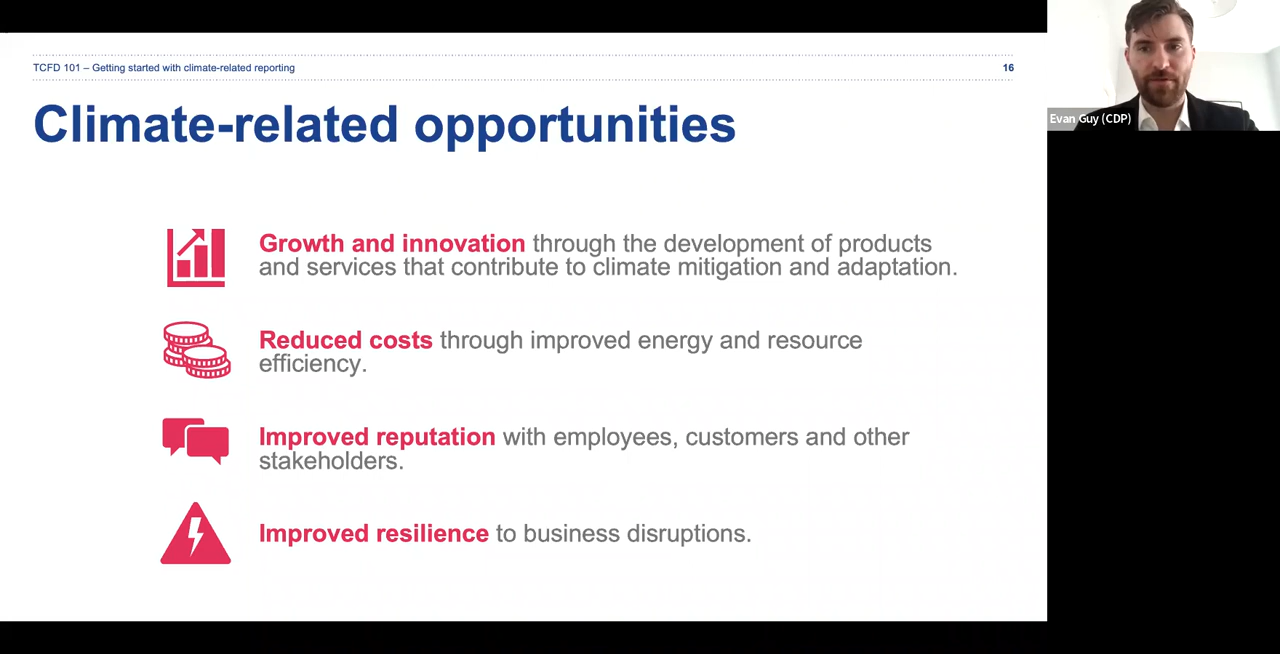 TCFD 101 – Getting started with climate-related reporting
16
Climate-related opportunities
Growth and innovation through the development of products
and services that contribute to climate mitigation and adaptation.
Reduced costs through improved energy and resource
efficiency.
Improved reputation with employees, customers and other
stakeholders.
Improved resilience to business disruptions.
Evan Guy (CDP)